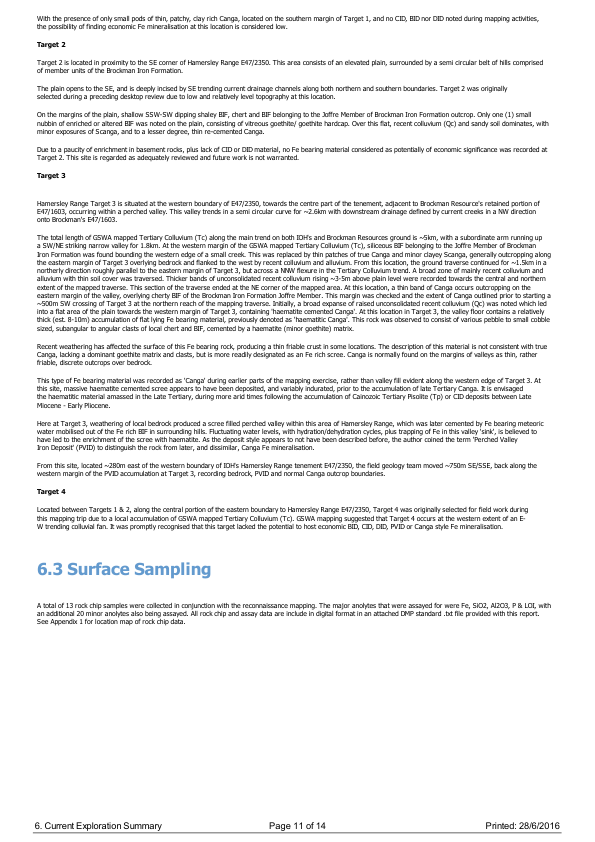 With the presence of only small pods of thin, patchy, clay rich Canga, located on the southern margin of Target 1, and no CID, BID nor DID noted during mapping activities,
the possibility of finding economic Fe mineralisation at this location is considered low.
Target 2
Target 2 is located in proximity to the SE corner of Hamersley Range E47/2350. This area consists of an elevated plain, surrounded by a semi circular belt of hills comprised
of member units of the Brockman Iron Formation.
The plain opens to the SE, and is deeply incised by SE trending current drainage channels along both northern and southern boundaries. Target 2 was originally
selected during a preceding desktop review due to low and relatively level topography at this location.
On the margins of the plain, shallow SSW-SW dipping shaley BIF, chert and BIF belonging to the Joffre Member of Brockman Iron Formation outcrop. Only one (1) small
rubbin of enriched or altered BIF was noted on the plain, consisting of vitreous goethite/ goethite hardcap. Over this flat, recent colluvium (Qc) and sandy soil dominates, with
minor exposures of Scanga, and to a lesser degree, thin re-cemented Canga.
Due to a paucity of enrichment in basement rocks, plus lack of CID or DID material, no Fe bearing material considered as potentially of economic significance was recorded at
Target 2. This site is regarded as adequately reviewed and future work is not warranted.
Target 3
Hamersley Range Target 3 is situated at the western boundary of E47/2350, towards the centre part of the tenement, adjacent to Brockman Resource's retained portion of
E47/1603, occurring within a perched valley. This valley trends in a semi circular curve for ~2.6km with downstream drainage defined by current creeks in a NW direction
onto Brockman's E47/1603.
The total length of GSWA mapped Tertiary Colluvium (Tc) along the main trend on both IOH's and Brockman Resources ground is ~5km, with a subordinate arm running up
a SW/NE striking narrow valley for 1.8km. At the western margin of the GSWA mapped Tertiary Colluvium (Tc), siliceous BIF belonging to the Joffre Member of Brockman
Iron Formation was found bounding the western edge of a small creek. This was replaced by thin patches of true Canga and minor clayey Scanga, generally outcropping along
the eastern margin of Target 3 overlying bedrock and flanked to the west by recent colluvium and alluvium. From this location, the ground traverse continued for ~1.5km in a
northerly direction roughly parallel to the eastern margin of Target 3, but across a NNW flexure in the Tertiary Colluvium trend. A broad zone of mainly recent colluvium and
alluvium with thin soil cover was traversed. Thicker bands of unconsolidated recent colluvium rising ~3-5m above plain level were recorded towards the central and northern
extent of the mapped traverse. This section of the traverse ended at the NE corner of the mapped area. At this location, a thin band of Canga occurs outcropping on the
eastern margin of the valley, overlying cherty BIF of the Brockman Iron Formation Joffre Member. This margin was checked and the extent of Canga outlined prior to starting a
~500m SW crossing of Target 3 at the northern reach of the mapping traverse. Initially, a broad expanse of raised unconsolidated recent colluvium (Qc) was noted which led
into a flat area of the plain towards the western margin of Target 3, containing 'haematite cemented Canga'. At this location in Target 3, the valley floor contains a relatively
thick (est. 8-10m) accumulation of flat lying Fe bearing material, previously denoted as 'haematitic Canga'. This rock was observed to consist of various pebble to small cobble
sized, subangular to angular clasts of local chert and BIF, cemented by a haematite (minor goethite) matrix.
Recent weathering has affected the surface of this Fe bearing rock, producing a thin friable crust in some locations. The description of this material is not consistent with true
Canga, lacking a dominant goethite matrix and clasts, but is more readily designated as an Fe rich scree. Canga is normally found on the margins of valleys as thin, rather
friable, discrete outcrops over bedrock.
This type of Fe bearing material was recorded as 'Canga' during earlier parts of the mapping exercise, rather than valley fill evident along the western edge of Target 3. At
this site, massive haematite cemented scree appears to have been deposited, and variably indurated, prior to the accumulation of late Tertiary Canga. It is envisaged
the haematitic material amassed in the Late Tertiary, during more arid times following the accumulation of Cainozoic Tertiary Pisolite (Tp) or CID deposits between Late
Miocene - Early Pliocene.
Here at Target 3, weathering of local bedrock produced a scree filled perched valley within this area of Hamersley Range, which was later cemented by Fe bearing meteoric
water mobilised out of the Fe rich BIF in surrounding hills. Fluctuating water levels, with hydration/dehydration cycles, plus trapping of Fe in this valley 'sink', is believed to
have led to the enrichment of the scree with haematite. As the deposit style appears to not have been described before, the author coined the term 'Perched Valley
Iron Deposit' (PVID) to distinguish the rock from later, and dissimilar, Canga Fe mineralisation.
From this site, located ~280m east of the western boundary of IOH's Hamersley Range tenement E47/2350, the field geology team moved ~750m SE/SSE, back along the
western margin of the PVID accumulation at Target 3, recording bedrock, PVID and normal Canga outcrop boundaries.
Target 4
Located between Targets 1 & 2, along the central portion of the eastern boundary to Hamersley Range E47/2350, Target 4 was originally selected for field work during
this mapping trip due to a local accumulation of GSWA mapped Tertiary Colluvium (Tc). GSWA mapping suggested that Target 4 occurs at the western extent of an E-
W trending colluvial fan. It was promptly recognised that this target lacked the potential to host economic BID, CID, DID, PVID or Canga style Fe mineralisation.
6.3 Surface Sampling
A total of 13 rock chip samples were collected in conjunction with the reconnaissance mapping. The major anolytes that were assayed for were Fe, SiO2, Al2O3, P & LOI, with
an additional 20 minor anolytes also being assayed. All rock chip and assay data are include in digital format in an attached DMP standard .txt file provided with this report.
See Appendix 1 for location map of rock chip data.
6. Current Exploration Summary
Page 11 of 14
Printed: 28/6/2016